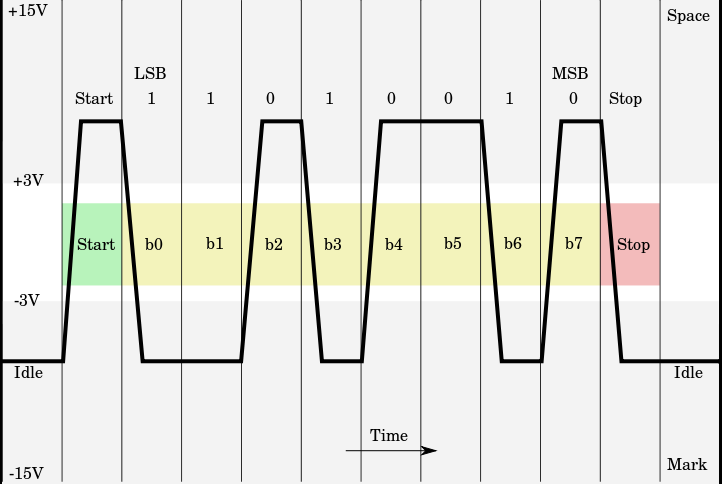 +15V
Space
LSB
MSB
Start 1 1 0 1 0 0 1 0 Stop
+3V
Start b0 b1 b2 b3 b4 b5 b6 b7 Stop
-3V
Idle
Idle
Time
Mark
-15V